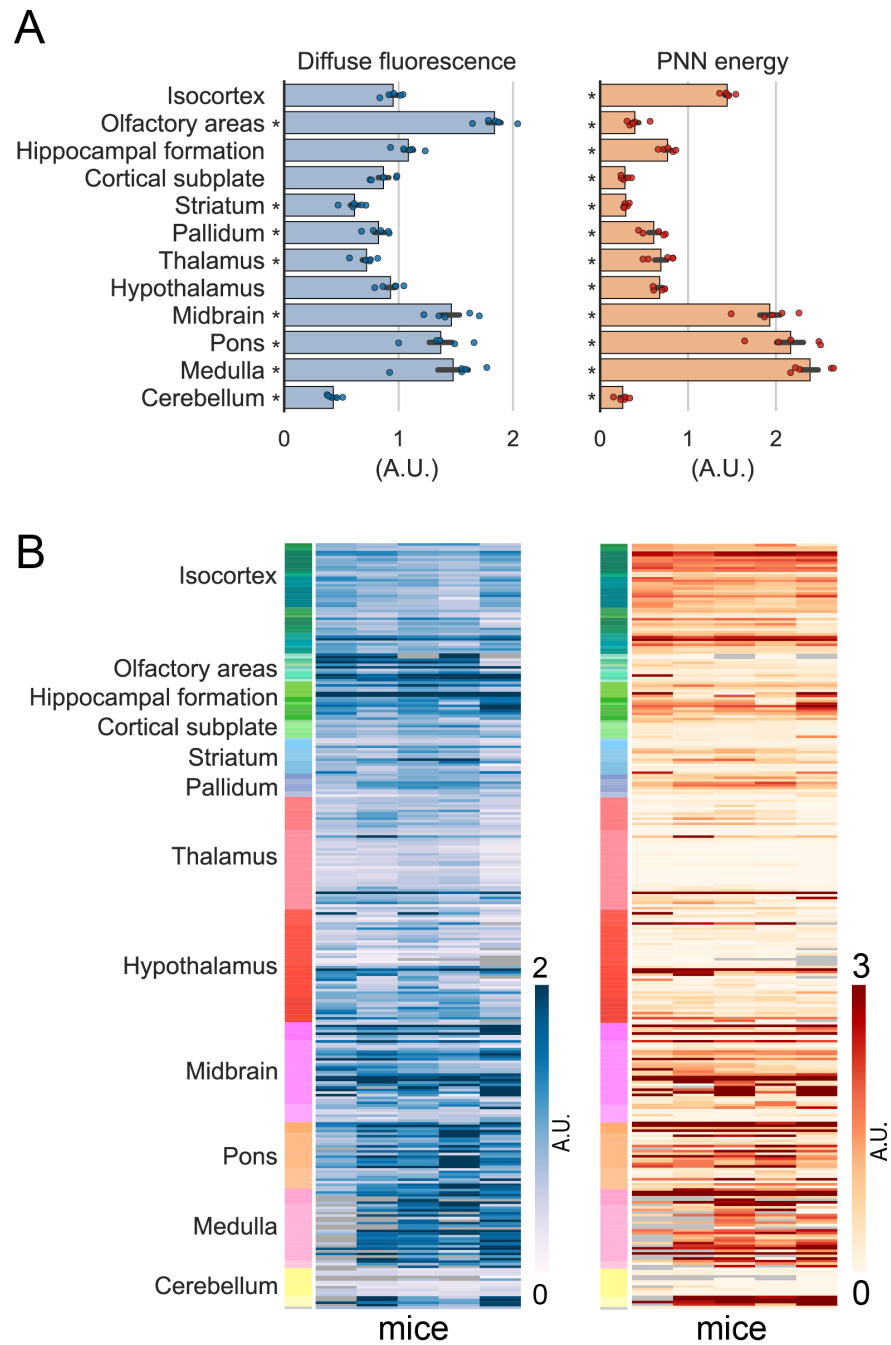 A
Diffuse fluorescence PNN energy
Isocortex *
Olfactory areas * *
Hippocampal formation *
Cortical subplate *
Striatum * *
Pallidum * *
Thalamus * *
Hypothalamus *
Midbrain * *
Pons * *
Medulla * *
Cerebellum * *
0 1 2 0 1 2
(A.U.) (A.U.)
B
Isocortex
Olfactory areas
Hippocampal formation
Cortical subplate
Striatum
Pallidum
Thalamus
Hypothalamus
2 3
Midbrain
A.U. A.U.
Pons
Medulla
Cerebellum
0 0
mice mice